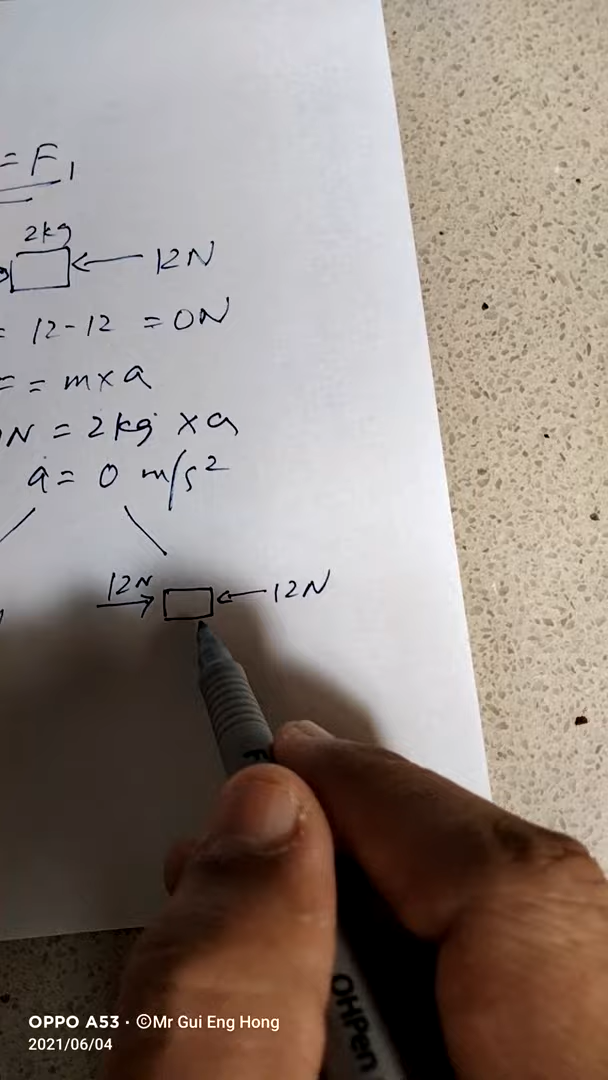 = F₁
2kg
12N
= 12-12 = 0N
= m×a
N = 2kg × a
a = 0 m/s²
12N
12N
OHPen
OPPO A53 · ©Mr Gui Eng Hong
2021/06/04